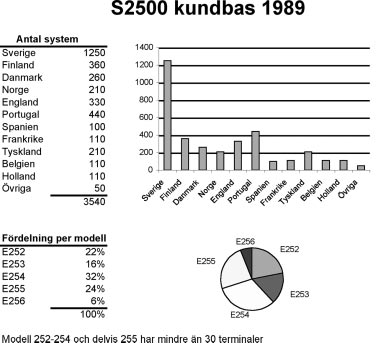 S2500 kundbas 1989
Antal system
Sverige 1250
Finland 360
Danmark 260
Norge 210
England 330
Portugal 440
Spanien 100
Frankrike 110
Tyskland 210
Belgien 110
Holland 110
Övriga 50
3540
1400
1200
1000
800
600
400
200
0
Sverige
Finland
Danmark
Norge
England
Portugal
Spanien
Frankrike
Tyskland
Belgien
Holland
Övriga
Fördelning per modell
E252 22%
E253 16%
E254 32%
E255 24%
E256 6%
100%
E256
E252
E255
E253
E254
Modell 252-254 och delvis 255 har mindre än 30 terminaler